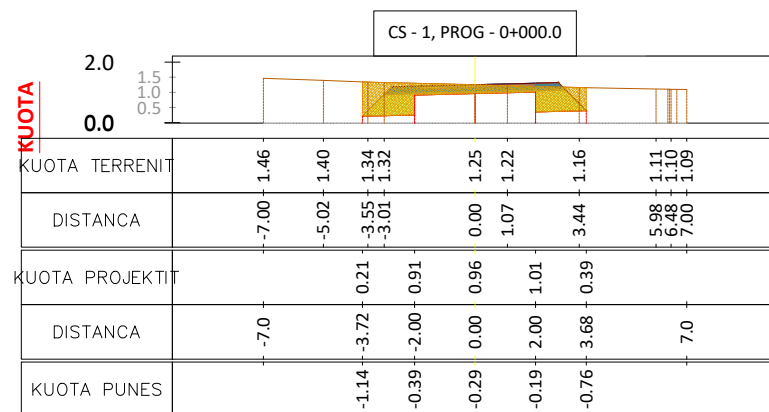 CS - 1, PROG - 0+000.0
KUOTA
2.0
1.5
1.0
0.5
0.0
KUOTA TERRENIT 1.46 1.40 1.34 1.32 1.25 1.22 1.16 1.11 1.10 1.09
DISTANCA -7.00 -5.02 -3.55 -3.01 0.00 1.07 3.44 5.98 6.48 7.00
KUOTA PROJEKTIT 0.21 0.91 0.96 1.01 0.39
DISTANCA -7.0 -3.72 -2.00 0.00 2.00 3.68 7.0
KUOTA PUNES -1.14 -0.39 -0.29 -0.19 -0.76